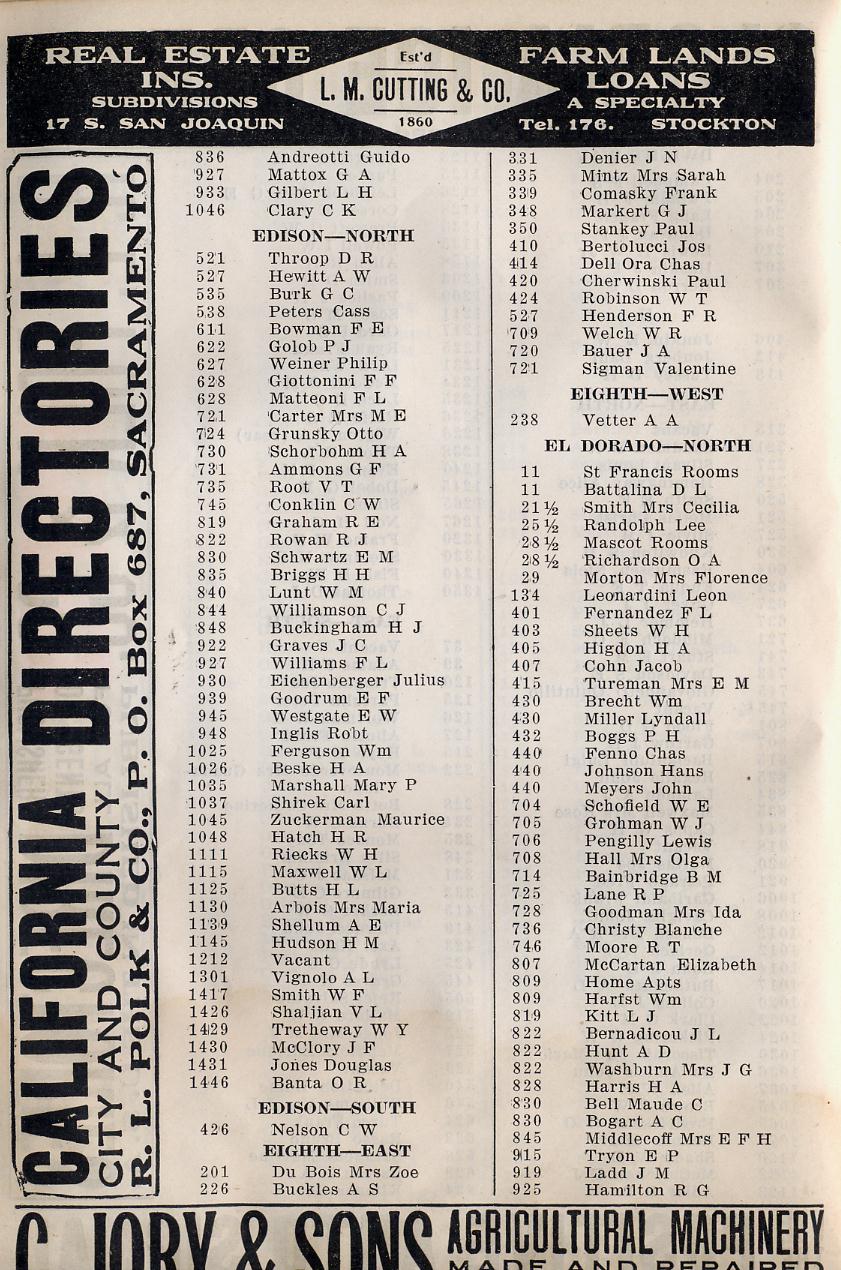 REAL ESTATE
INS.
SUBDIVISIONS
17 S. SAN JOAQUIN
Est'd
L. M. CUTTING & CO.
1860
FARM LANDS
LOANS
A SPECIALTY
Tel. 176. STOCKTON
CALIFORNIA DIRECTORIES
CITY AND COUNTY
R. L. POLK & CO., P. O. Box 687, SACRAMENTO
836 Andreotti Guido
927 Mattox G A
933 Gilbert L H
1046 Clary C K
EDISON—NORTH
521 Throop D R
527 Hewitt A W
535 Burk G C
538 Peters Cass
611 Bowman F E
622 Golob P J
627 Weiner Philip
628 Giottonini F F
628 Matteoni F L
721 Carter Mrs M E
724 Grunsky Otto
730 Schorbohm H A
731 Ammons G F
735 Root V T
745 Conklin C W
819 Graham R E
822 Rowan R J
830 Schwartz E M
835 Briggs H H
840 Lunt W M
844 Williamson C J
848 Buckingham H J
922 Graves J C
927 Williams F L
930 Eichenberger Julius
939 Goodrum E F
945 Westgate E W
948 Inglis Robt
1025 Ferguson Wm
1026 Beske H A
1035 Marshall Mary P
1037 Shirek Carl
1045 Zuckerman Maurice
1048 Hatch H R
1111 Riecks W H
1115 Maxwell W L
1125 Butts H L
1130 Arbois Mrs Maria
1139 Shellum A E
1145 Hudson H M
1212 Vacant
1301 Vignolo A L
1417 Smith W F
1426 Shaljian V L
1429 Tretheway W Y
1430 McClory J F
1431 Jones Douglas
1446 Banta O R
EDISON—SOUTH
426 Nelson C W
EIGHTH—EAST
201 Du Bois Mrs Zoe
226 Buckles A S
331 Denier J N
335 Mintz Mrs Sarah
339 Comasky Frank
348 Markert G J
350 Stankey Paul
410 Bertolucci Jos
414 Dell Ora Chas
420 Cherwinski Paul
424 Robinson W T
527 Henderson F R
709 Welch W R
720 Bauer J A
721 Sigman Valentine
EIGHTH—WEST
238 Vetter A A
EL DORADO—NORTH
11 St Francis Rooms
11 Battalina D L
21 ½ Smith Mrs Cecilia
25 ½ Randolph Lee
28 ½ Mascot Rooms
28 ½ Richardson O A
29 Morton Mrs Florence
134 Leonardini Leon
401 Fernandez F L
403 Sheets W H
405 Higdon H A
407 Cohn Jacob
415 Tureman Mrs E M
430 Brecht Wm
430 Miller Lyndall
432 Boggs P H
440 Fenno Chas
440 Johnson Hans
440 Meyers John
704 Schofield W E
705 Grohman W J
706 Pengilly Lewis
708 Hall Mrs Olga
714 Bainbridge B M
725 Lane R P
728 Goodman Mrs Ida
736 Christy Blanche
746 Moore R T
807 McCartan Elizabeth
809 Home Apts
809 Harfst Wm
819 Kitt L J
822 Bernadicou J L
822 Hunt A D
822 Washburn Mrs J G
828 Harris H A
830 Bell Maude C
830 Bogart A C
845 Middlecoff Mrs E F H
915 Tryon E P
919 Ladd J M
925 Hamilton R G
C. JORY & SONS
AGRICULTURAL MACHINERY
MADE AND REPAIRED